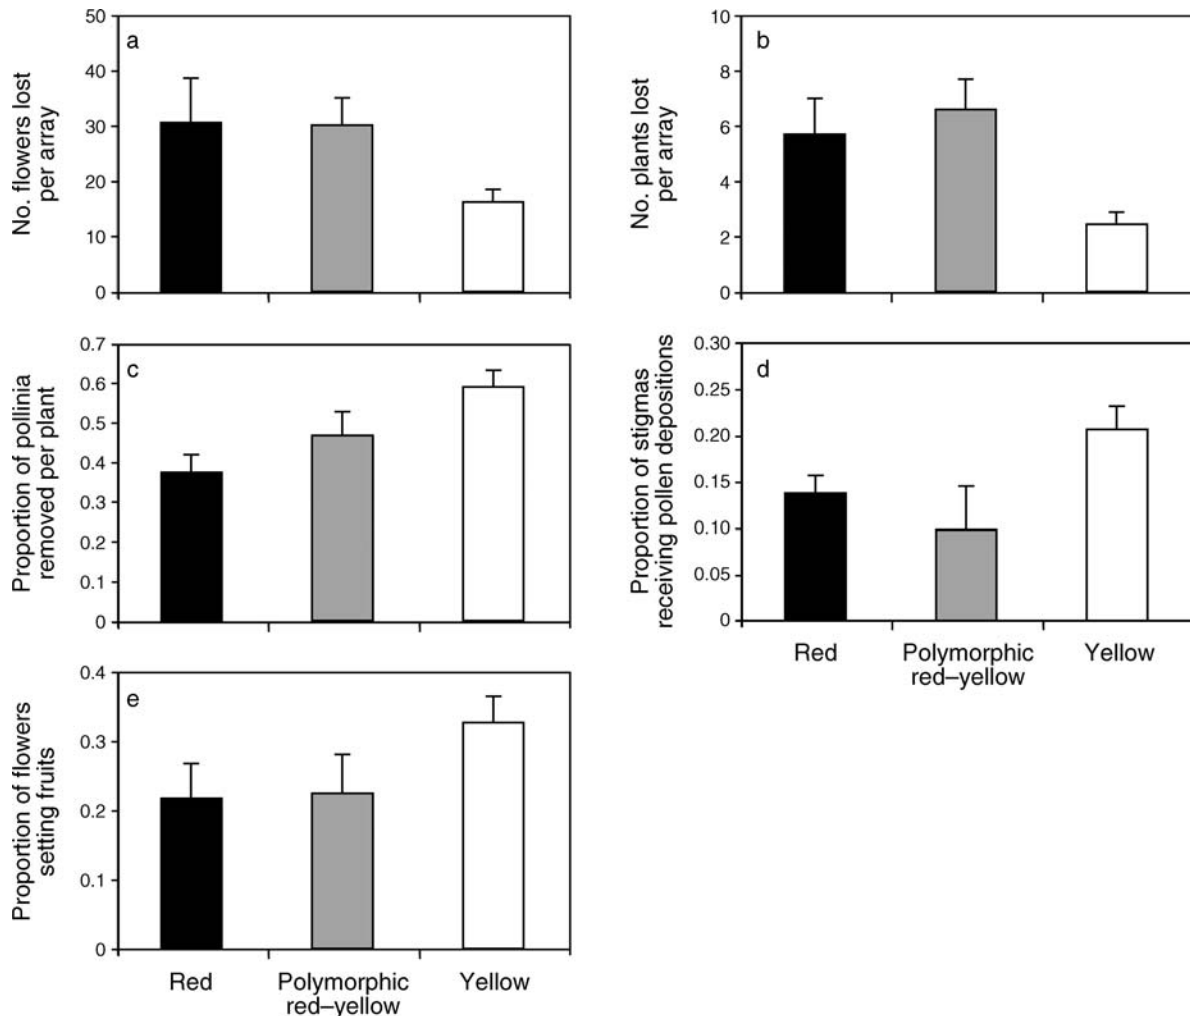 a
No. flowers lost
per array
50
40
30
20
10
0
b
No. plants lost
per array
10
8
6
4
2
0
c
Proportion of pollinia
removed per plant
0.7
0.6
0.5
0.4
0.3
0.2
0.1
0
d
Proportion of stigmas
receiving pollen depositions
0.30
0.25
0.20
0.15
0.10
0.05
0
Red
Polymorphic
red–yellow
Yellow
e
Proportion of flowers
setting fruits
0.4
0.3
0.2
0.1
0
Red
Polymorphic
red–yellow
Yellow